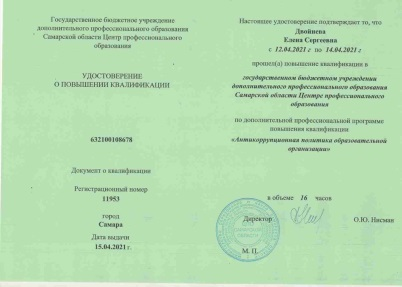 Государственное бюджетное учреждение
дополнительного профессионального образования
Самарской области Центр профессионального
образования
УДОСТОВЕРЕНИЕ
О ПОВЫШЕНИИ КВАЛИФИКАЦИИ
632100108678
Документ о квалификации
Регистрационный номер
11953
город
Самара
Дата выдачи
15.04.2021 г.
Настоящее удостоверение подтверждает то, что
Двойнева
Елена Сергеевна
с 12.04.2021 г по 14.04.2021 г
прошел(а) повышение квалификации в
государственном бюджетном учреждении
дополнительного профессионального образования
Самарской области Центре профессионального
образования
по дополнительной профессиональной программе
повышения квалификации
«Антикоррупционная политика образовательной
организации»
в объеме 16 часов
Директор
О.Ю. Нисман
М. П.